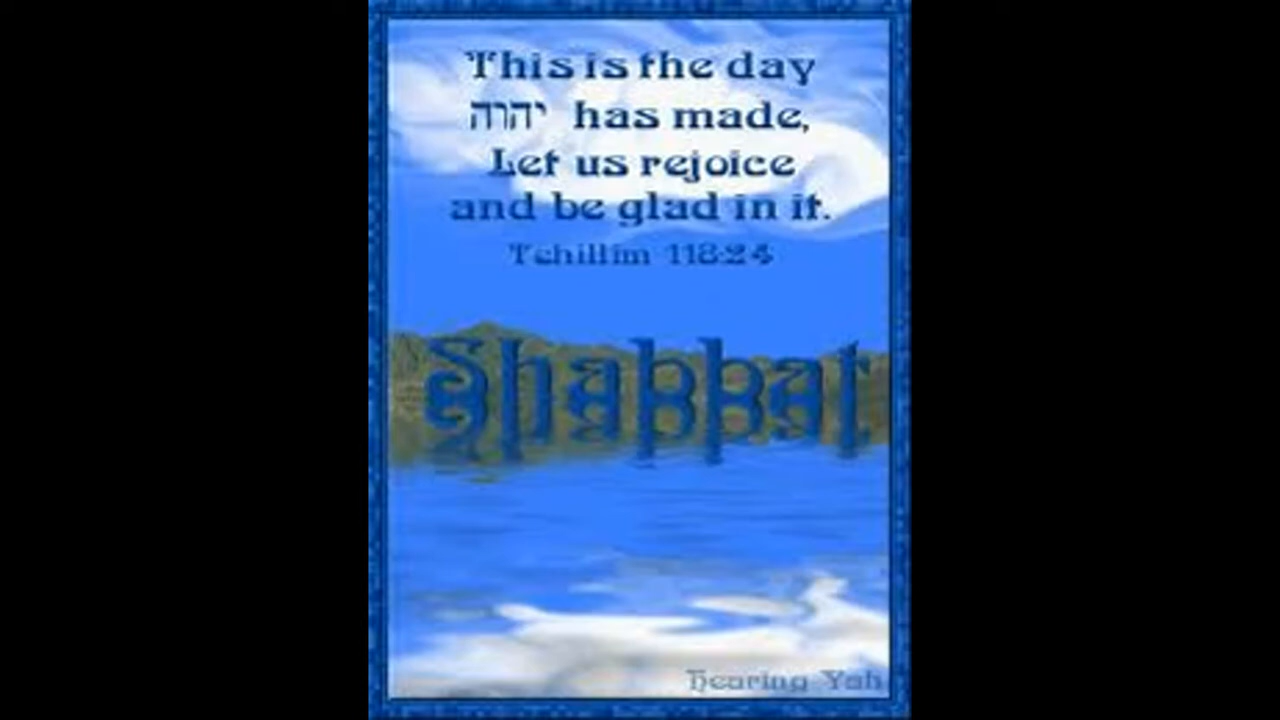 This is the day
יהוה has made,
Let us rejoice
and be glad in it.
Tehillim 118:24
Shabbat
Hearing Yah